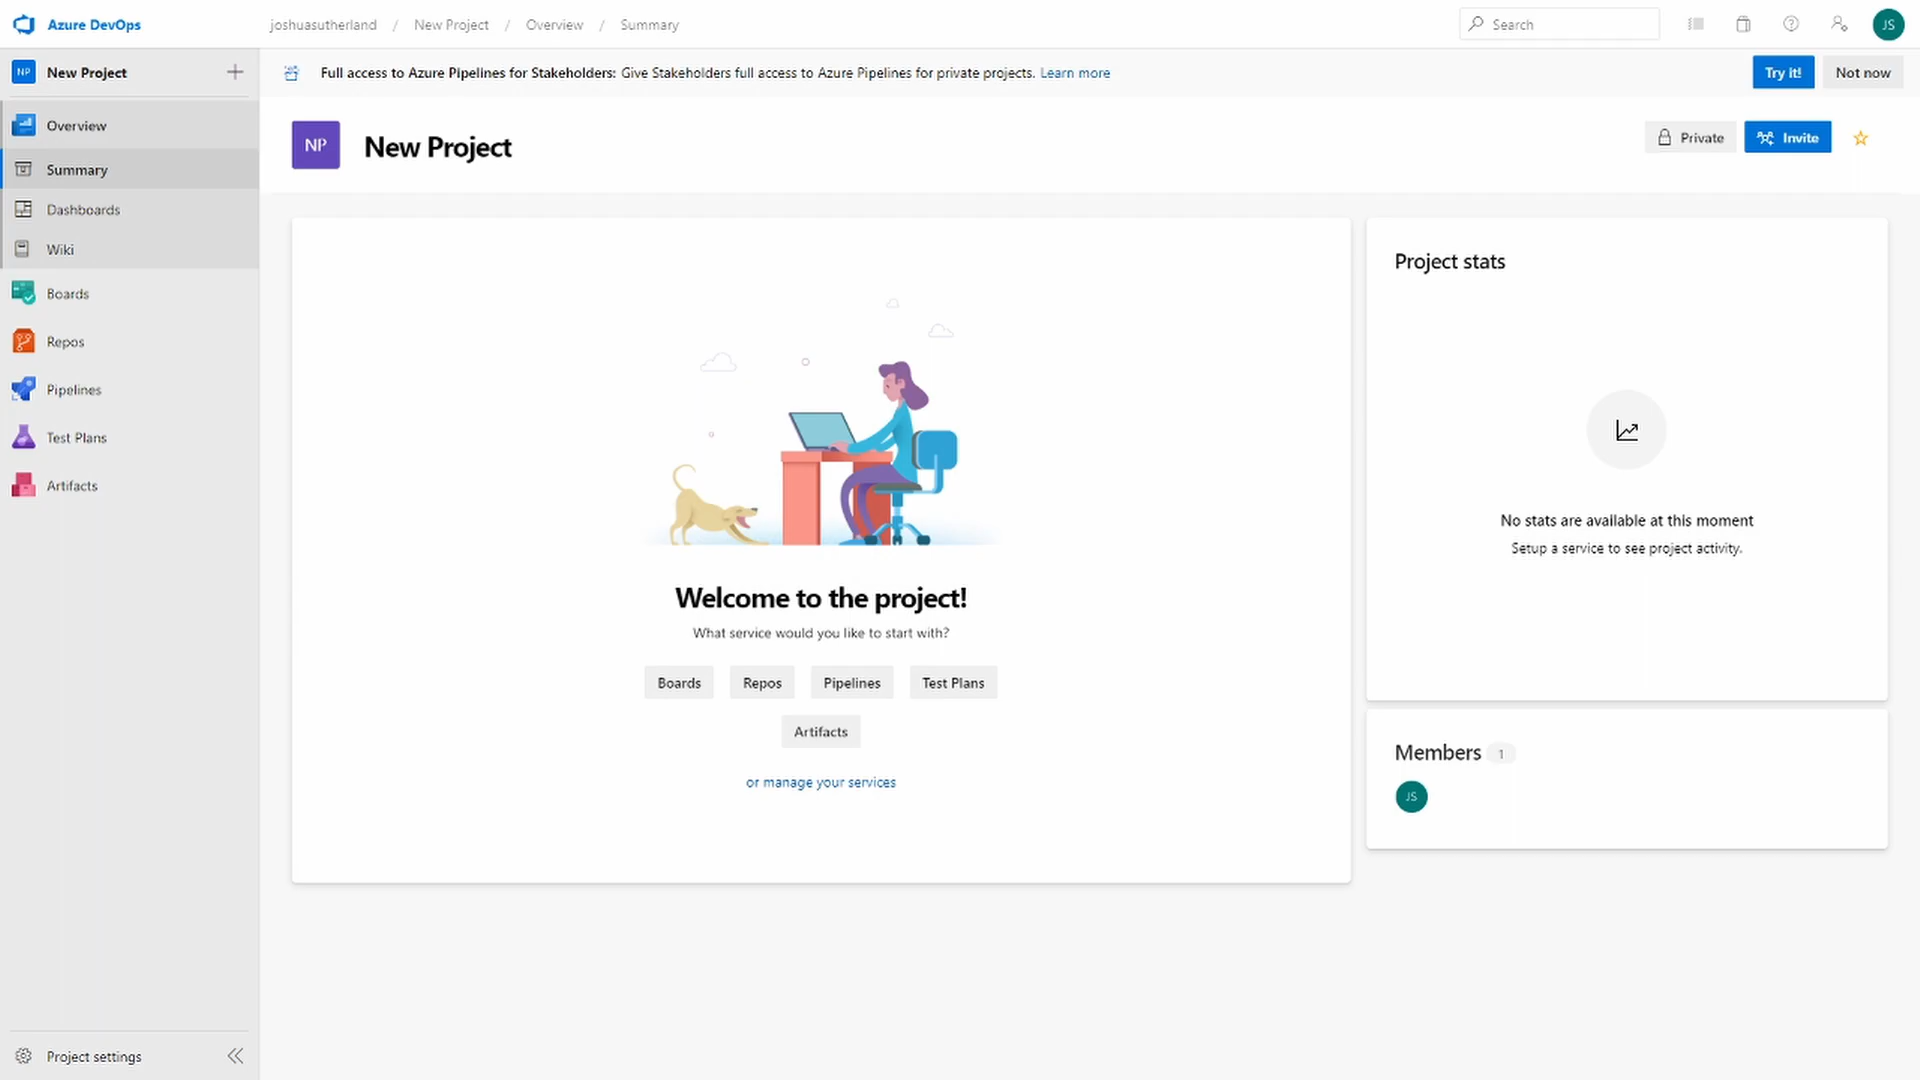 Azure DevOps
joshuasutherland / New Project / Overview / Summary
Search
JS
NP New Project
Full access to Azure Pipelines for Stakeholders: Give Stakeholders full access to Azure Pipelines for private projects. Learn more
Try it!
Not now
Overview
Summary
Dashboards
Wiki
Boards
Repos
Pipelines
Test Plans
Artifacts
Project settings
NP New Project
Private
Invite
Welcome to the project!
What service would you like to start with?
Boards Repos Pipelines Test Plans
Artifacts
or manage your services
Project stats
No stats are available at this moment
Setup a service to see project activity.
Members 1
JS